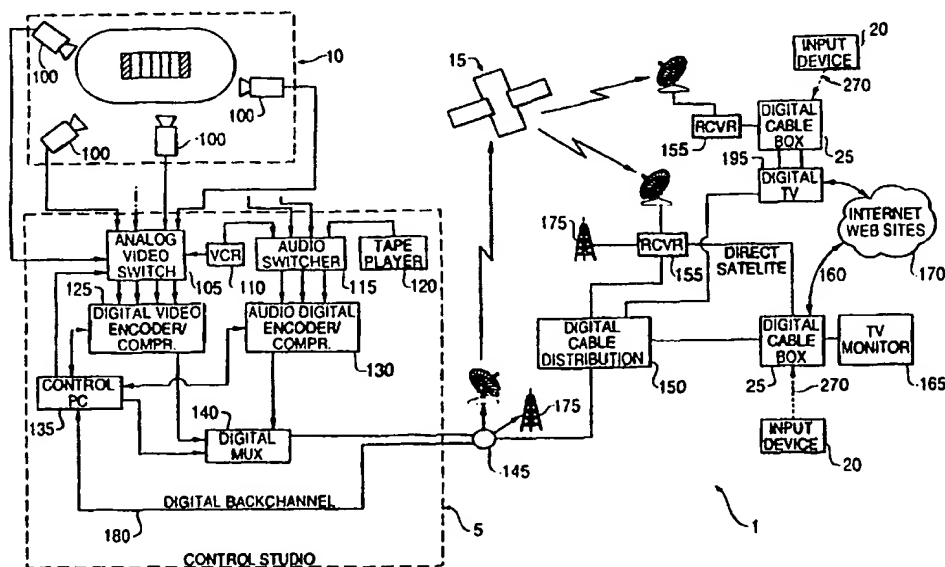 100
100
100
100
10
15
20
INPUT
DEVICE
270
RCVR
155
DIGITAL
CABLE
BOX
25
195
DIGITAL
TV
INTERNET
WEB SITES
170
ANALOG
VIDEO
SWITCH
105
VCR
110
AUDIO
SWITCHER
115
TAPE
PLAYER
120
125
DIGITAL VIDEO
ENCODER/
COMPR.
AUDIO DIGITAL
ENCODER/
COMPR.
130
CONTROL
PC
135
140
DIGITAL
MUX
175
RCVR
155
DIRECT
SATELITE
160
DIGITAL CABLE
DISTRIBUTION
150
DIGITAL
CABLE
BOX
25
TV
MONITOR
165
270
INPUT
DEVICE
20
175
145
DIGITAL BACKCHANNEL
180
5
CONTROL STUDIO
1